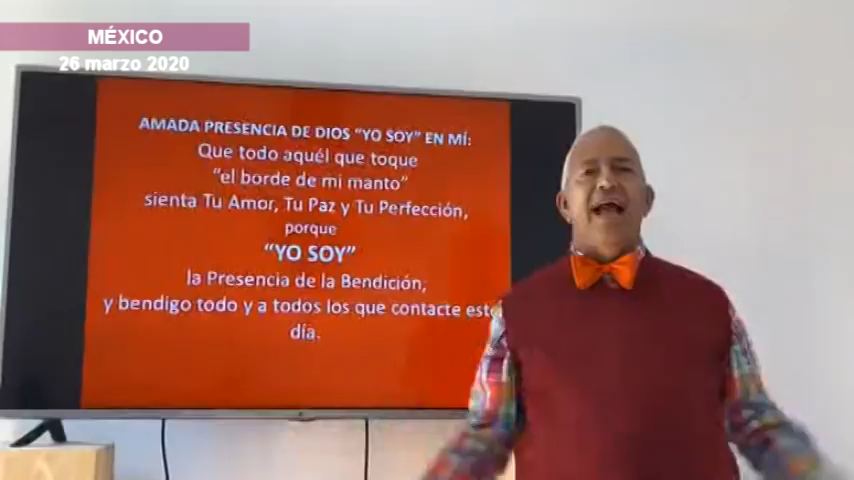 MÉXICO
26 marzo 2020
AMADA PRESENCIA DE DIOS “YO SOY” EN MÍ:
Que todo aquél que toque
“el borde de mi manto”
sienta Tu Amor, Tu Paz y Tu Perfección,
porque
“YO SOY”
la Presencia de la Bendición,
y bendigo todo y a todos los que contacte este
día.